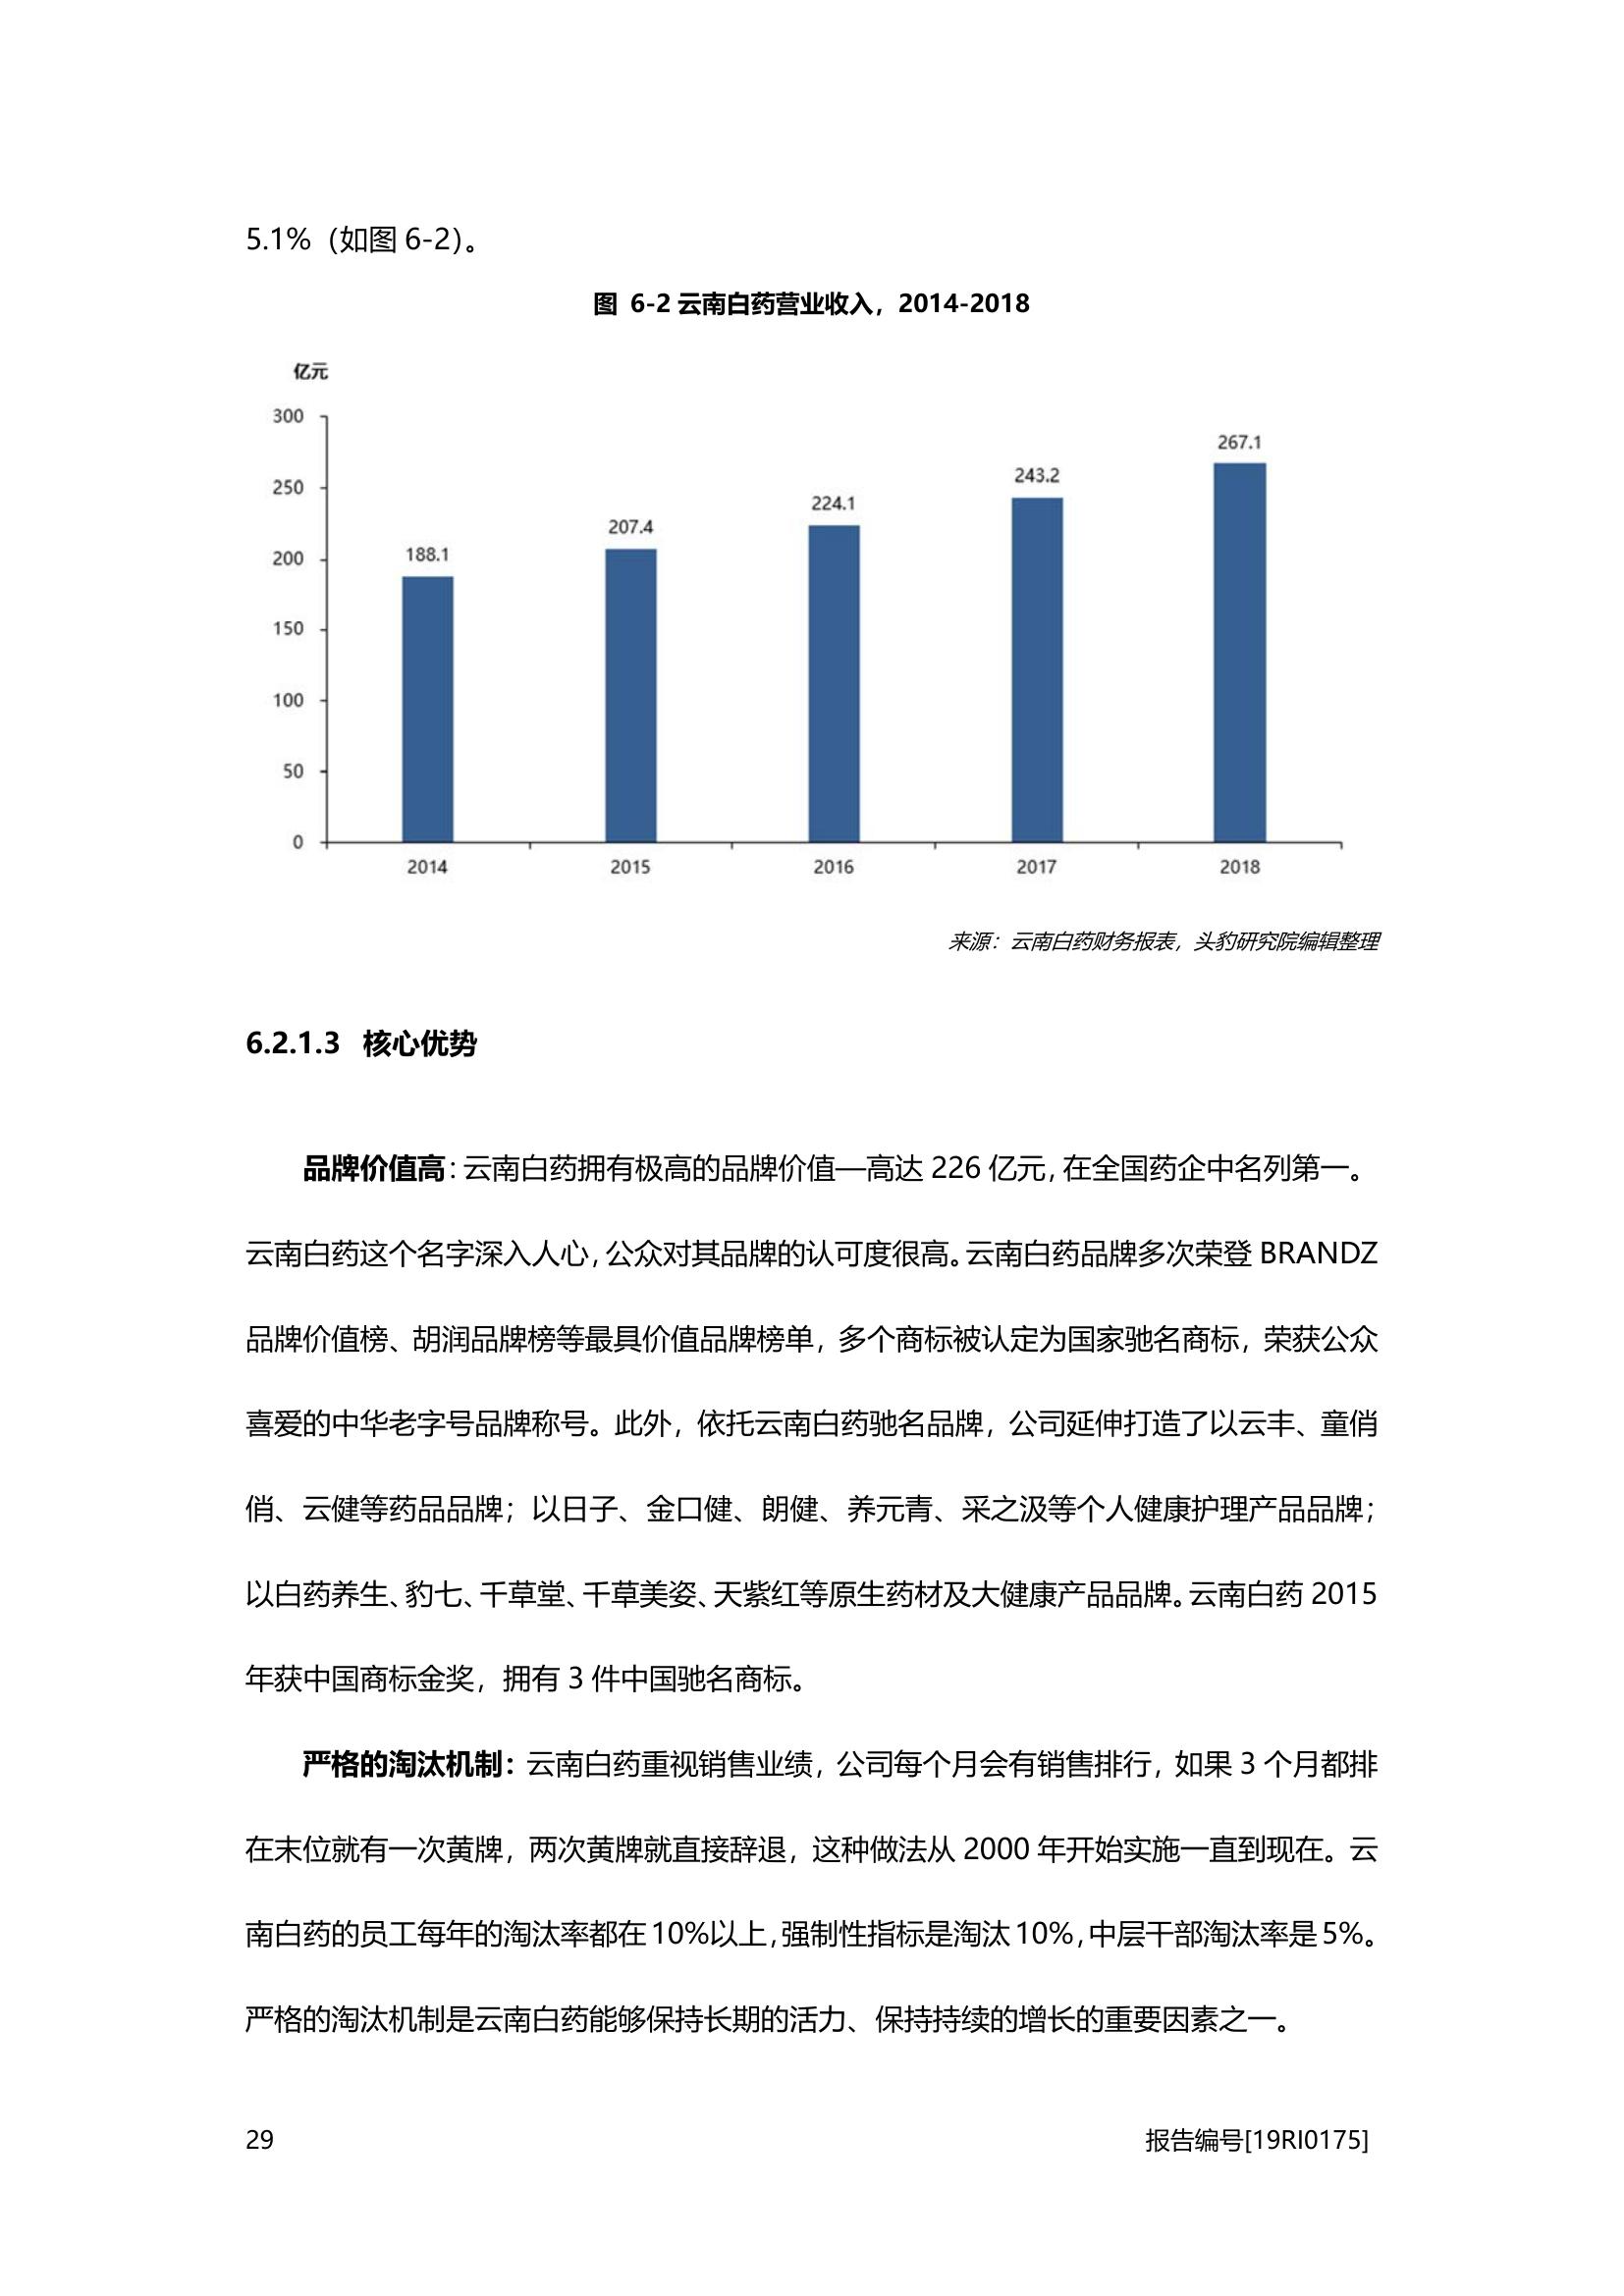 5.1%（如图 6-2）。
图 6-2 云南白药营业收入，2014-2018
亿元
300
250
200
150
100
50
0
188.1
207.4
224.1
243.2
267.1
2014
2015
2016
2017
2018
来源：云南白药财务报表，头豹研究院编辑整理
6.2.1.3 核心优势
品牌价值高：云南白药拥有极高的品牌价值—高达 226 亿元，在全国药企中名列第一。
云南白药这个名字深入人心，公众对其品牌的认可度很高。云南白药品牌多次荣登 BRANDZ
品牌价值榜、胡润品牌榜等最具价值品牌榜单，多个商标被认定为国家驰名商标，荣获公众
喜爱的中华老字号品牌称号。此外，依托云南白药驰名品牌，公司延伸打造了以云丰、童俏
俏、云健等药品品牌；以日子、金口健、朗健、养元青、采之汲等个人健康护理产品品牌；
以白药养生、豹七、千草堂、千草美姿、天紫红等原生药材及大健康产品品牌。云南白药 2015
年获中国商标金奖，拥有 3 件中国驰名商标。
严格的淘汰机制：云南白药重视销售业绩，公司每个月会有销售排行，如果 3 个月都排
在末位就有一次黄牌，两次黄牌就直接辞退，这种做法从 2000 年开始实施一直到现在。云
南白药的员工每年的淘汰率都在 10%以上，强制性指标是淘汰 10%，中层干部淘汰率是 5%。
严格的淘汰机制是云南白药能够保持长期的活力、保持持续的增长的重要因素之一。
29
报告编号[19RI0175]